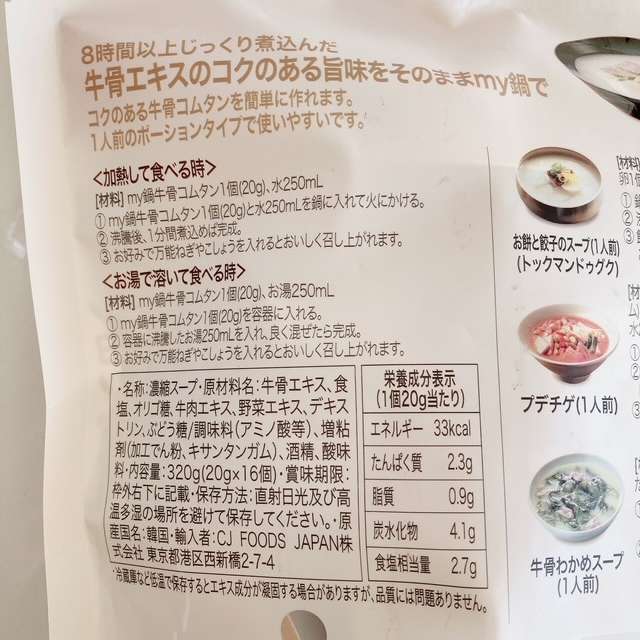 8時間以上じっくり煮込んだ
牛骨エキスのコクのある旨味をそのままmy鍋で
コクのある牛骨コムタンを簡単に作れます。
1人前のポーションタイプで使いやすいです。
<加熱して食べる時>
[材料] my鍋牛骨コムタン1個(20g)、水250mL
① my鍋牛骨コムタン1個(20g)と水250mLを鍋に入れて火にかける。
② 沸騰後、1分間煮込めば完成。
③ お好みで万能ねぎやこしょうを入れるとおいしく召し上がれます。
<お湯で溶いて食べる時>
[材料] my鍋牛骨コムタン1個(20g)、お湯250mL
① my鍋牛骨コムタン1個(20g)を容器に入れる。
② 容器に沸騰したお湯250mLを入れ、良く混ぜたら完成。
③ お好みで万能ねぎやこしょうを入れるとおいしく召し上がれます。
・名称:濃縮スープ・原材料名:牛骨エキス、食
塩、オリゴ糖、牛肉エキス、野菜エキス、デキス
トリン、ぶどう糖/調味料(アミノ酸等)、増粘
剤(加工でん粉、キサンタンガム)、酒精、酸味
料・内容量:320g(20g×16個)・賞味期限:
枠外右下に記載・保存方法:直射日光及び高
温多湿の場所を避けて保存してください。・原
産国名:韓国・輸入者:CJ FOODS JAPAN株
式会社 東京都港区西新橋2-7-4
栄養成分表示
(1個20g当たり)
エネルギー 33kcal
たんぱく質 2.3g
脂質 0.9g
炭水化物 4.1g
食塩相当量 2.7g
・冷蔵庫など低温で保存するとエキス成分が凝固する場合がありますが、品質には問題ありません。
お餅と餃子のスープ(1人前)
(トックマンドゥグク)
プデチゲ(1人前)
牛骨わかめスープ
(1人前)
[材料]
卵1個
①
②
③